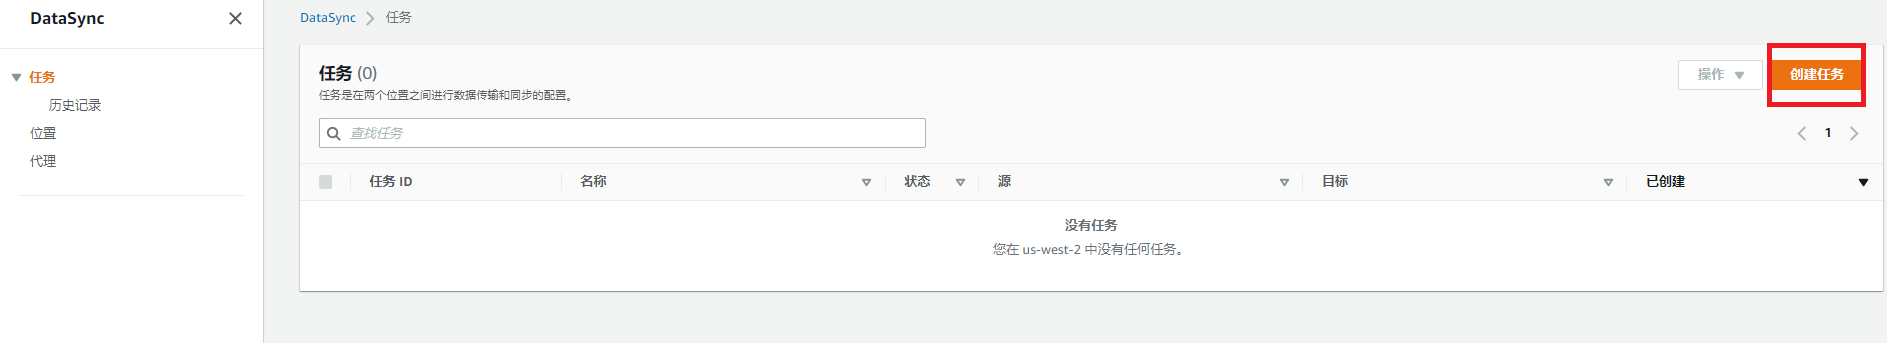 DataSync
任务
历史记录
位置
代理
DataSync 任务
任务 (0)
任务是在两个位置之间进行数据传输和同步的配置。
操作 创建任务
查找任务
1
任务 ID 名称 状态 源 目标 已创建
没有任务
您在 us-west-2 中没有任何任务。